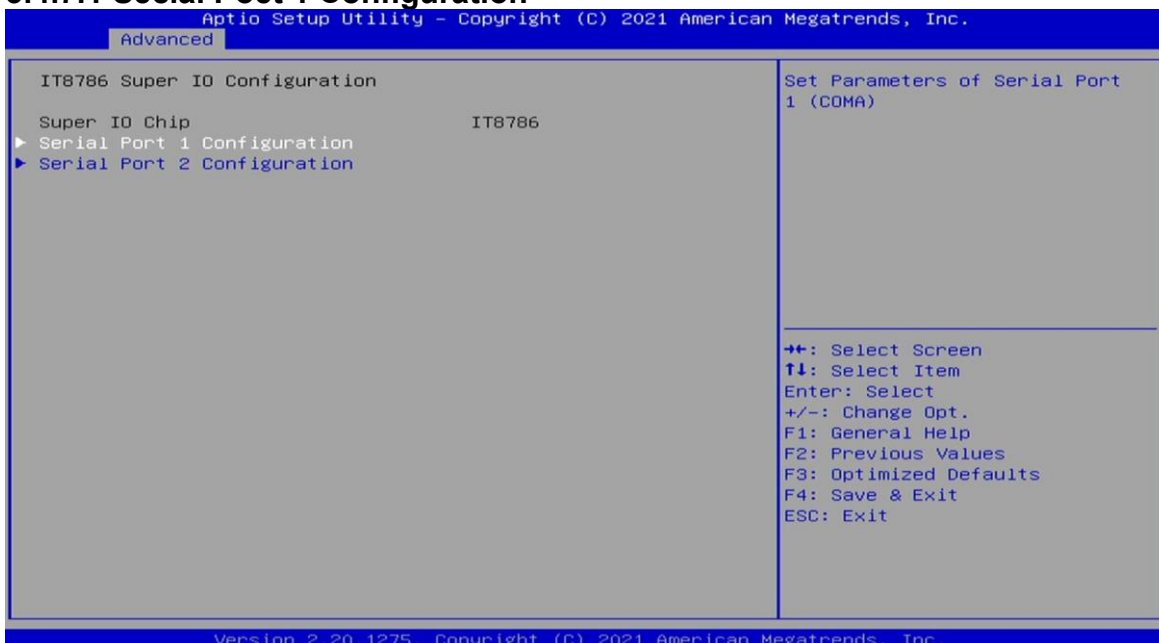 1 Configuration
Aptio Setup Utility – Copyright (C) 2021 American Megatrends, Inc.
Advanced
IT8786 Super IO Configuration
Super IO Chip IT8786
► Serial Port 1 Configuration
► Serial Port 2 Configuration
Set Parameters of Serial Port
1 (COMA)
→←: Select Screen
↑↓: Select Item
Enter: Select
+/-: Change Opt.
F1: General Help
F2: Previous Values
F3: Optimized Defaults
F4: Save & Exit
ESC: Exit
Version 2.20.1275. Copyright (C) 2021 American Megatrends, Inc.